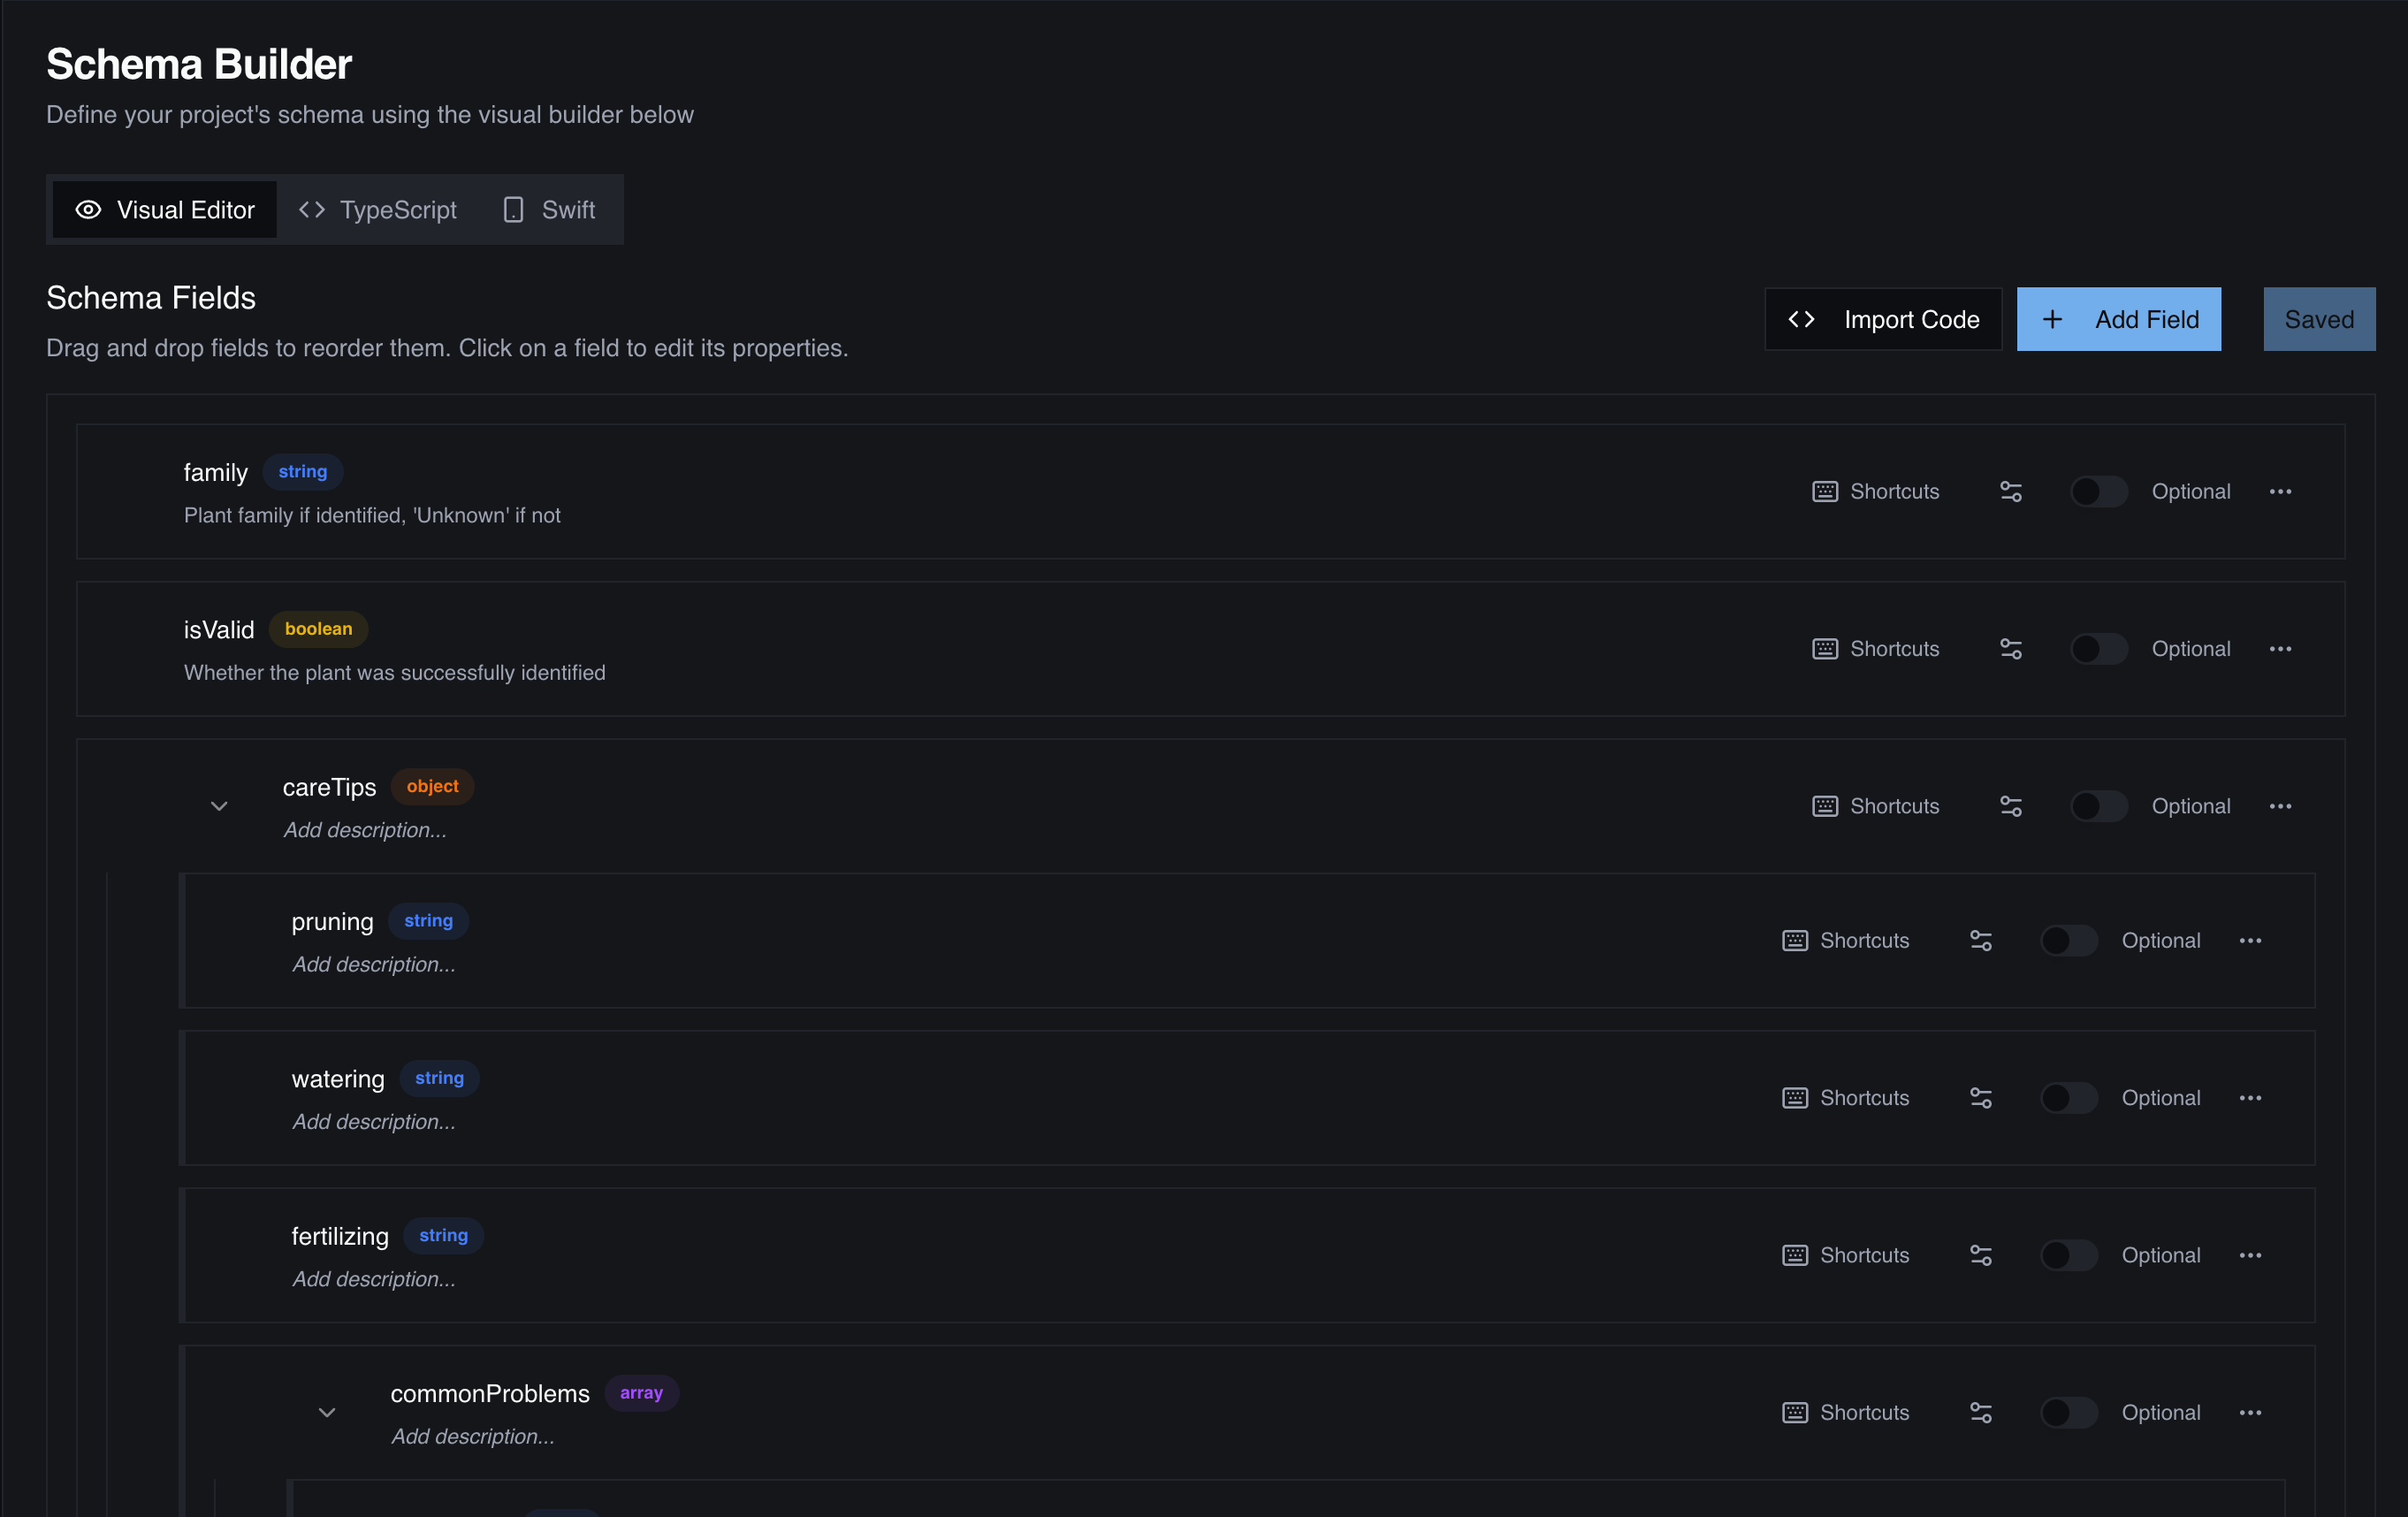 Schema Builder
Define your project's schema using the visual builder below
Visual Editor TypeScript Swift
Schema Fields
Drag and drop fields to reorder them. Click on a field to edit its properties.
Import Code Add Field Saved
family string
Plant family if identified, 'Unknown' if not
Shortcuts Optional
isValid boolean
Whether the plant was successfully identified
Shortcuts Optional
careTips object
Add description...
Shortcuts Optional
pruning string
Add description...
Shortcuts Optional
watering string
Add description...
Shortcuts Optional
fertilizing string
Add description...
Shortcuts Optional
commonProblems array
Add description...
Shortcuts Optional